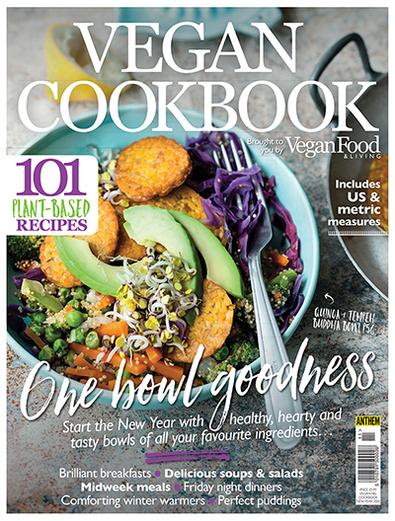 VEGAN
COOKBOOK
Brought to
you by VeganFood
& LIVING
101
PLANT-BASED
RECIPES
Includes
US &
metric
measures
QUINOA + TEMPEH
BUDDHA BOWL P56
One bowl goodness
Start the New Year with healthy, hearty and
tasty bowls of all your favourite ingredients...
ANTHEM
Brilliant breakfasts • Delicious soups & salads
Midweek meals • Friday night dinners
Comforting winter warmers • Perfect puddings